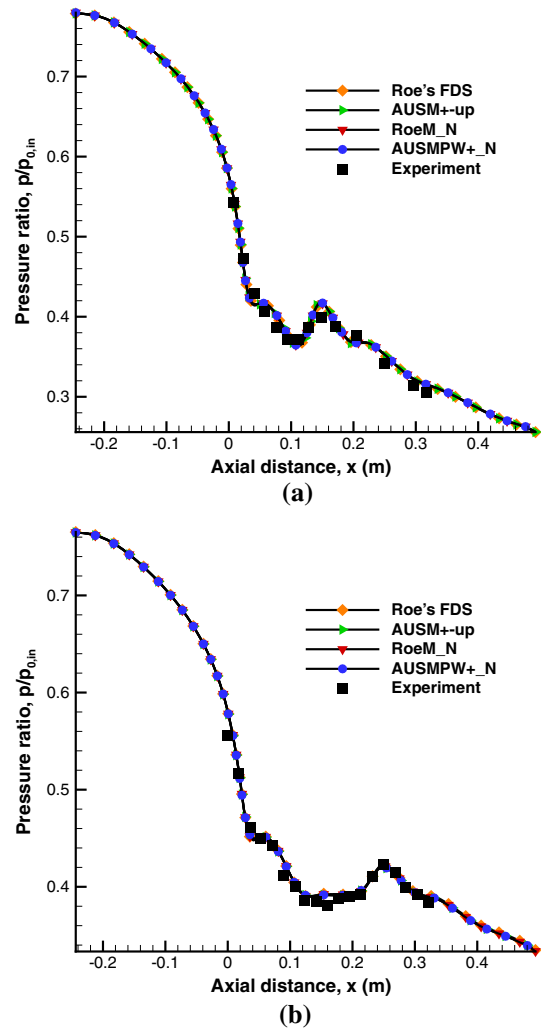 0.7
0.6
0.5
0.4
0.3
Pressure ratio, p/p0,in
Roe's FDS
AUSM+-up
RoeM_N
AUSMPW+_N
Experiment
-0.2 -0.1 0 0.1 0.2 0.3 0.4
Axial distance, x (m)
(a)
0.7
0.6
0.5
0.4
Pressure ratio, p/p0,in
Roe's FDS
AUSM+-up
RoeM_N
AUSMPW+_N
Experiment
-0.2 -0.1 0 0.1 0.2 0.3 0.4
Axial distance, x (m)
(b)